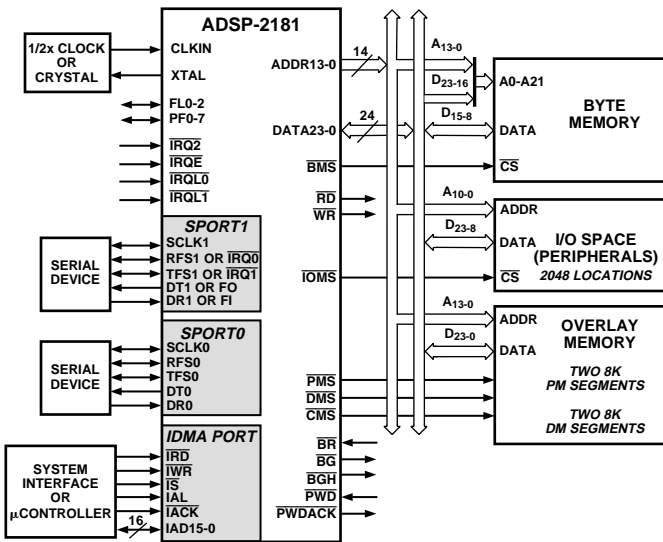 ADSP-2181
1/2x CLOCK
OR
CRYSTAL
CLKIN
XTAL
FL0-2
PF0-7
IRQ2
IRQE
IRQL0
IRQL1
ADDR13-0
14
DATA23-0
24
BMS
RD
WR
IOMS
PMS
DMS
CMS
BR
BG
BGH
PWD
PWDACK
SPORT1
SCLK1
RFS1 OR IRQ0
TFS1 OR IRQ1
DT1 OR FO
DR1 OR FI
SERIAL
DEVICE
SPORT0
SCLK0
RFS0
TFS0
DT0
DR0
SERIAL
DEVICE
IDMA PORT
IRD
IWR
IS
IAL
IACK
IAD15-0
16
SYSTEM
INTERFACE
OR
µCONTROLLER
A13-0
D23-16
D15-8
A0-A21
DATA
CS
BYTE
MEMORY
A10-0
D23-8
ADDR
DATA
CS
I/O SPACE
(PERIPHERALS)
2048 LOCATIONS
A13-0
D23-0
ADDR
DATA
OVERLAY
MEMORY
TWO 8K
PM SEGMENTS
TWO 8K
DM SEGMENTS